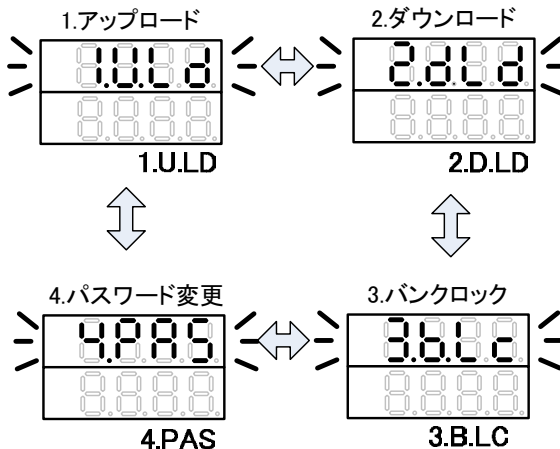 1.アップロード
2.ダウンロード
1.U.Ld
2.d.Ld
1.U.LD
2.D.LD
4.パスワード変更
3.バンクロック
4.PAS
3.b.Lc
4.PAS
3.B.LC